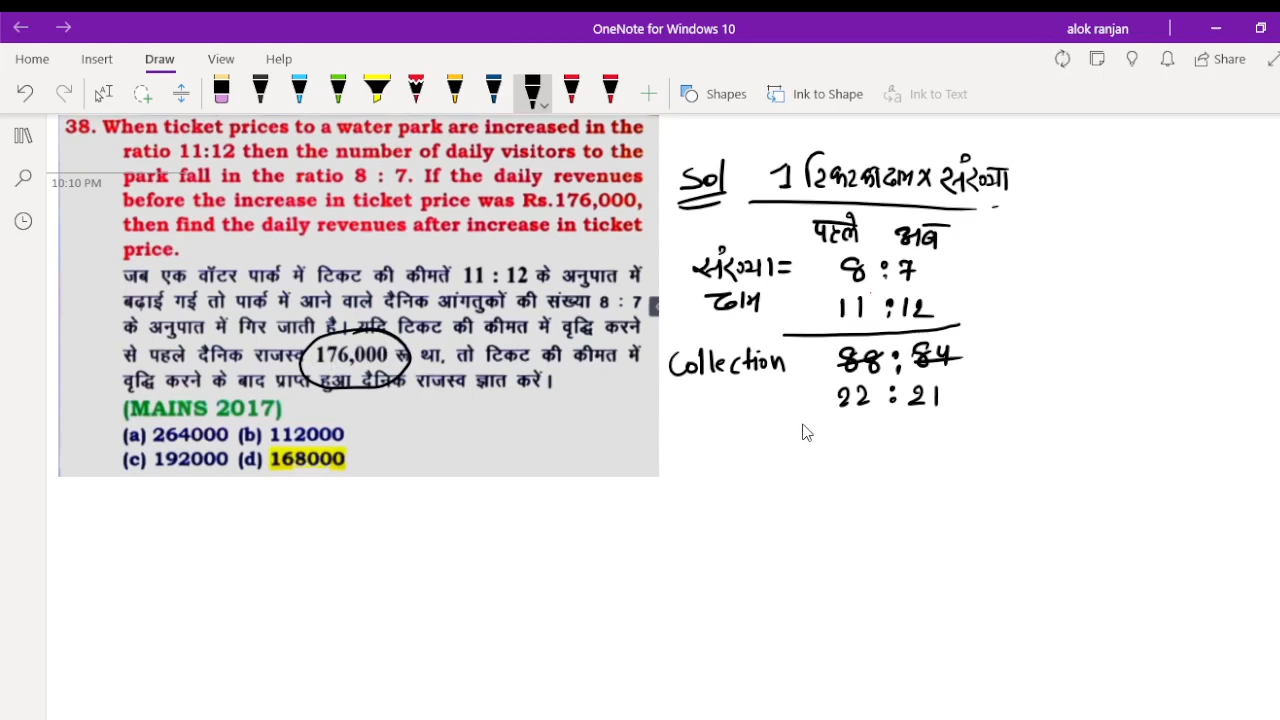 OneNote for Windows 10
alok ranjan
Home Insert Draw View Help
Share
Shapes Ink to Shape Ink to Text
10:10 PM
38. When ticket prices to a water park are increased in the
ratio 11:12 then the number of daily visitors to the
park fall in the ratio 8 : 7. If the daily revenues
before the increase in ticket price was Rs.176,000,
then find the daily revenues after increase in ticket
price.
जब एक वॉटर पार्क में टिकट की कीमतें 11 : 12 के अनुपात में
बढ़ाई गई तो पार्क में आने वाले दैनिक आंगतुकों की संख्या 8 : 7
के अनुपात में गिर जाती है। यदि टिकट की कीमत में वृद्धि करने
से पहले दैनिक राजस्व 176,000 रू था, तो टिकट की कीमत में
वृद्धि करने के बाद प्राप्त हुआ दैनिक राजस्व ज्ञात करें।
(MAINS 2017)
(a) 264000 (b) 112000
(c) 192000 (d) 168000
Sol 1 टिकट का दाम x संख्या
पहले अब
संख्या = 8 : 7
दाम 11 : 12
Collection 88 : 84
22 : 21